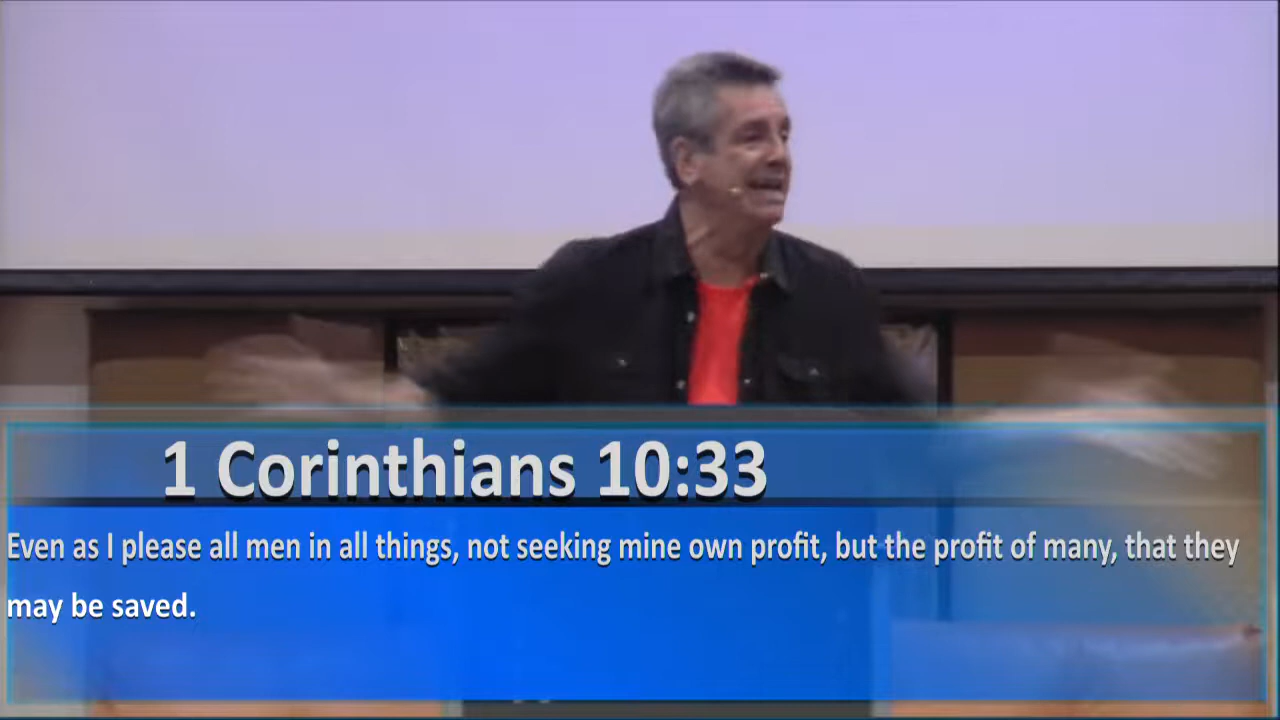 1 Corinthians 10:33
Even as I please all men in all things, not seeking mine own profit, but the profit of many, that they
may be saved.